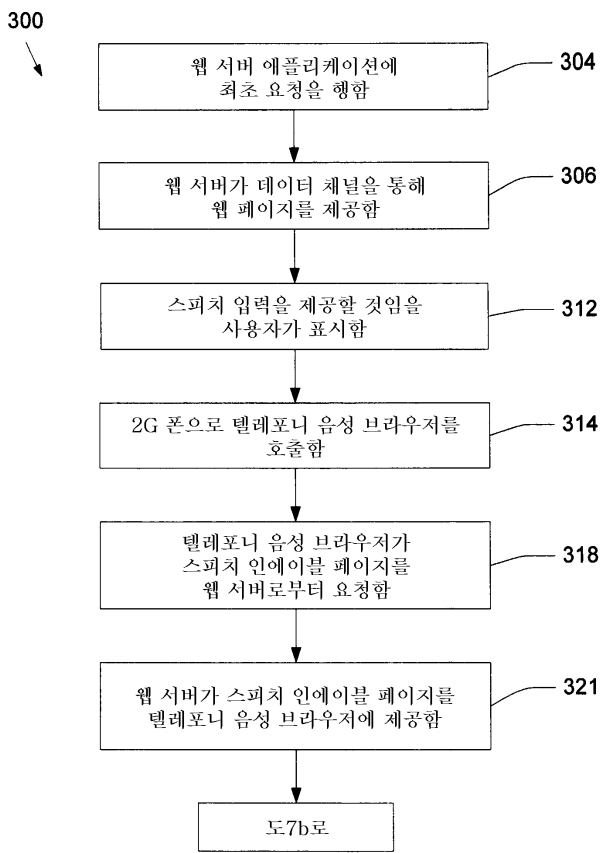 300
웹 서버 애플리케이션에
최초 요청을 행함
304
웹 서버가 데이터 채널을 통해
웹 페이지를 제공함
306
스피치 입력을 제공할 것임을
사용자가 표시함
312
2G 폰으로 텔레포니 음성 브라우저를
호출함
314
텔레포니 음성 브라우저가
스피치 인에이블 페이지를
웹 서버로부터 요청함
318
웹 서버가 스피치 인에이블 페이지를
텔레포니 음성 브라우저에 제공함
321
도7b로